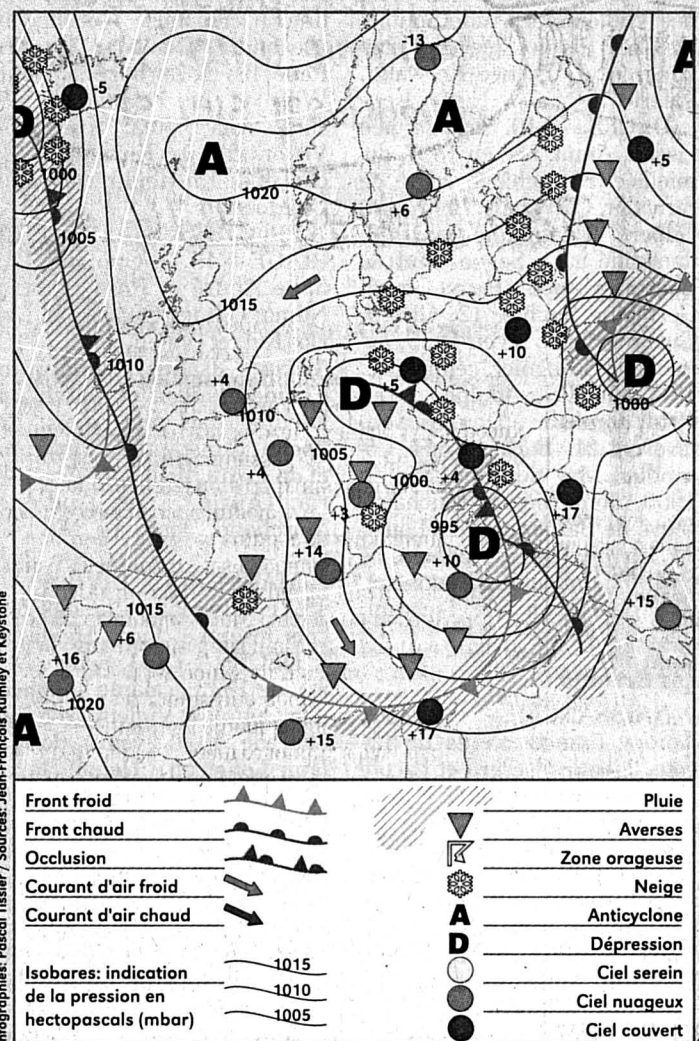 -13
A
-5
A
D
A
+5
1000
1020
+6
1005
1015
+10
1010
D
+5
D
1000
+4
1010
1005
+4
1000
+4
+3
+17
995
D
+14
+10
1015
+15
+6
+16
1020
A
+15
+17
Infographies: Pascal Tissier / Sources: Jean-François Rumley et Keystone
Front froid
Front chaud
Occlusion
Courant d'air froid
Courant d'air chaud
Isobares: indication
de la pression en
hectopascals (mbar)
1015
1010
1005
Pluie
Averses
Zone orageuse
Neige
A Anticyclone
D Dépression
Ciel serein
Ciel nuageux
Ciel couvert